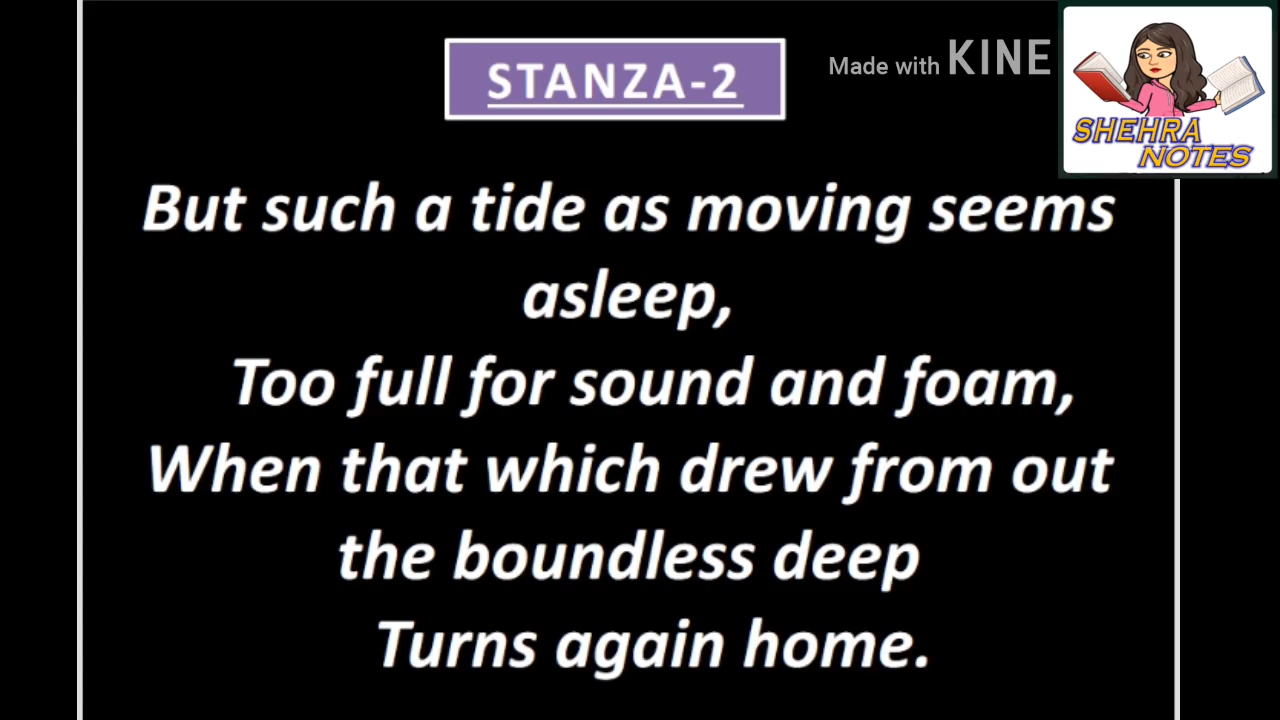 STANZA-2
Made with KINE
SHEHRA
NOTES
But such a tide as moving seems
asleep,
Too full for sound and foam,
When that which drew from out
the boundless deep
Turns again home.